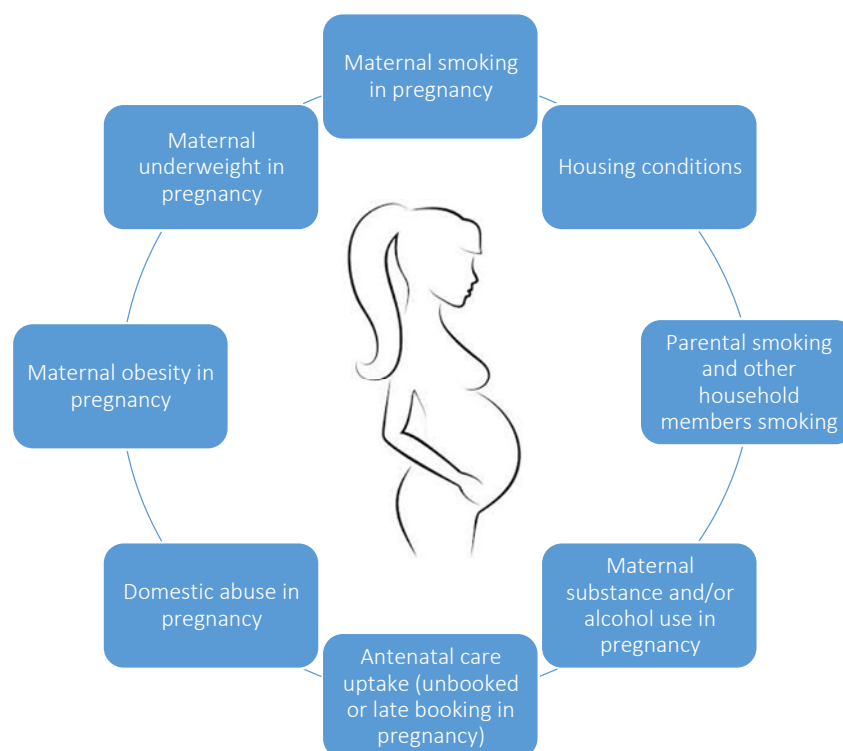 Maternal smoking
in pregnancy
Housing conditions
Parental smoking
and other
household
members smoking
Maternal
substance and/or
alcohol use in
pregnancy
Antenatal care
uptake (unbooked
or late booking in
pregnancy)
Domestic abuse in
pregnancy
Maternal obesity in
pregnancy
Maternal
underweight in
pregnancy